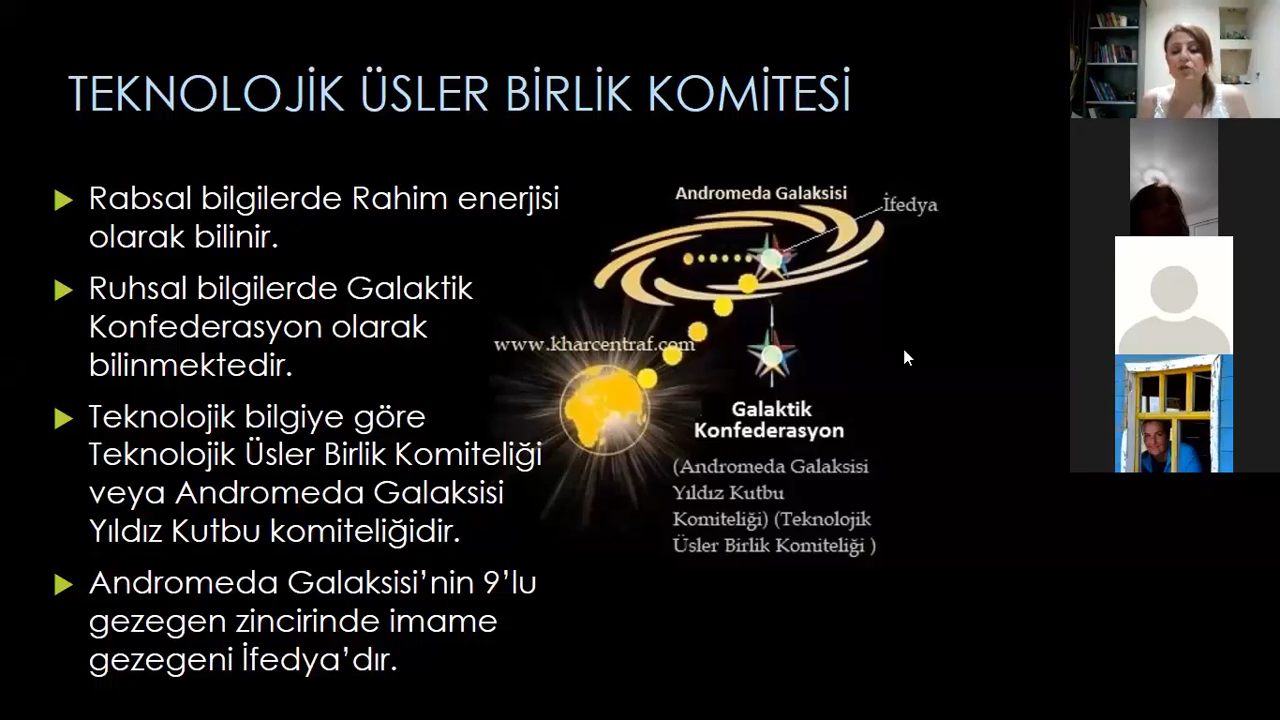 TEKNOLOJİK ÜSLER BİRLİK KOMİTESİ
Rabsal bilgilerde Rahim enerjisi
olarak bilinir.
Ruhsal bilgilerde Galaktik
Konfederasyon olarak
bilinmektedir.
Teknolojik bilgiye göre
Teknolojik Üsler Birlik Komiteliği
veya Andromeda Galaksisi
Yıldız Kutbu komiteliğidir.
Andromeda Galaksisi’nin 9’lu
gezegen zincirinde imame
gezegeni İfedya’dır.
Andromeda Galaksisi
İfedya
www.kharcentraf.com
Galaktik
Konfederasyon
(Andromeda Galaksisi
Yıldız Kutbu
Komiteliği) (Teknolojik
Üsler Birlik Komiteliği )